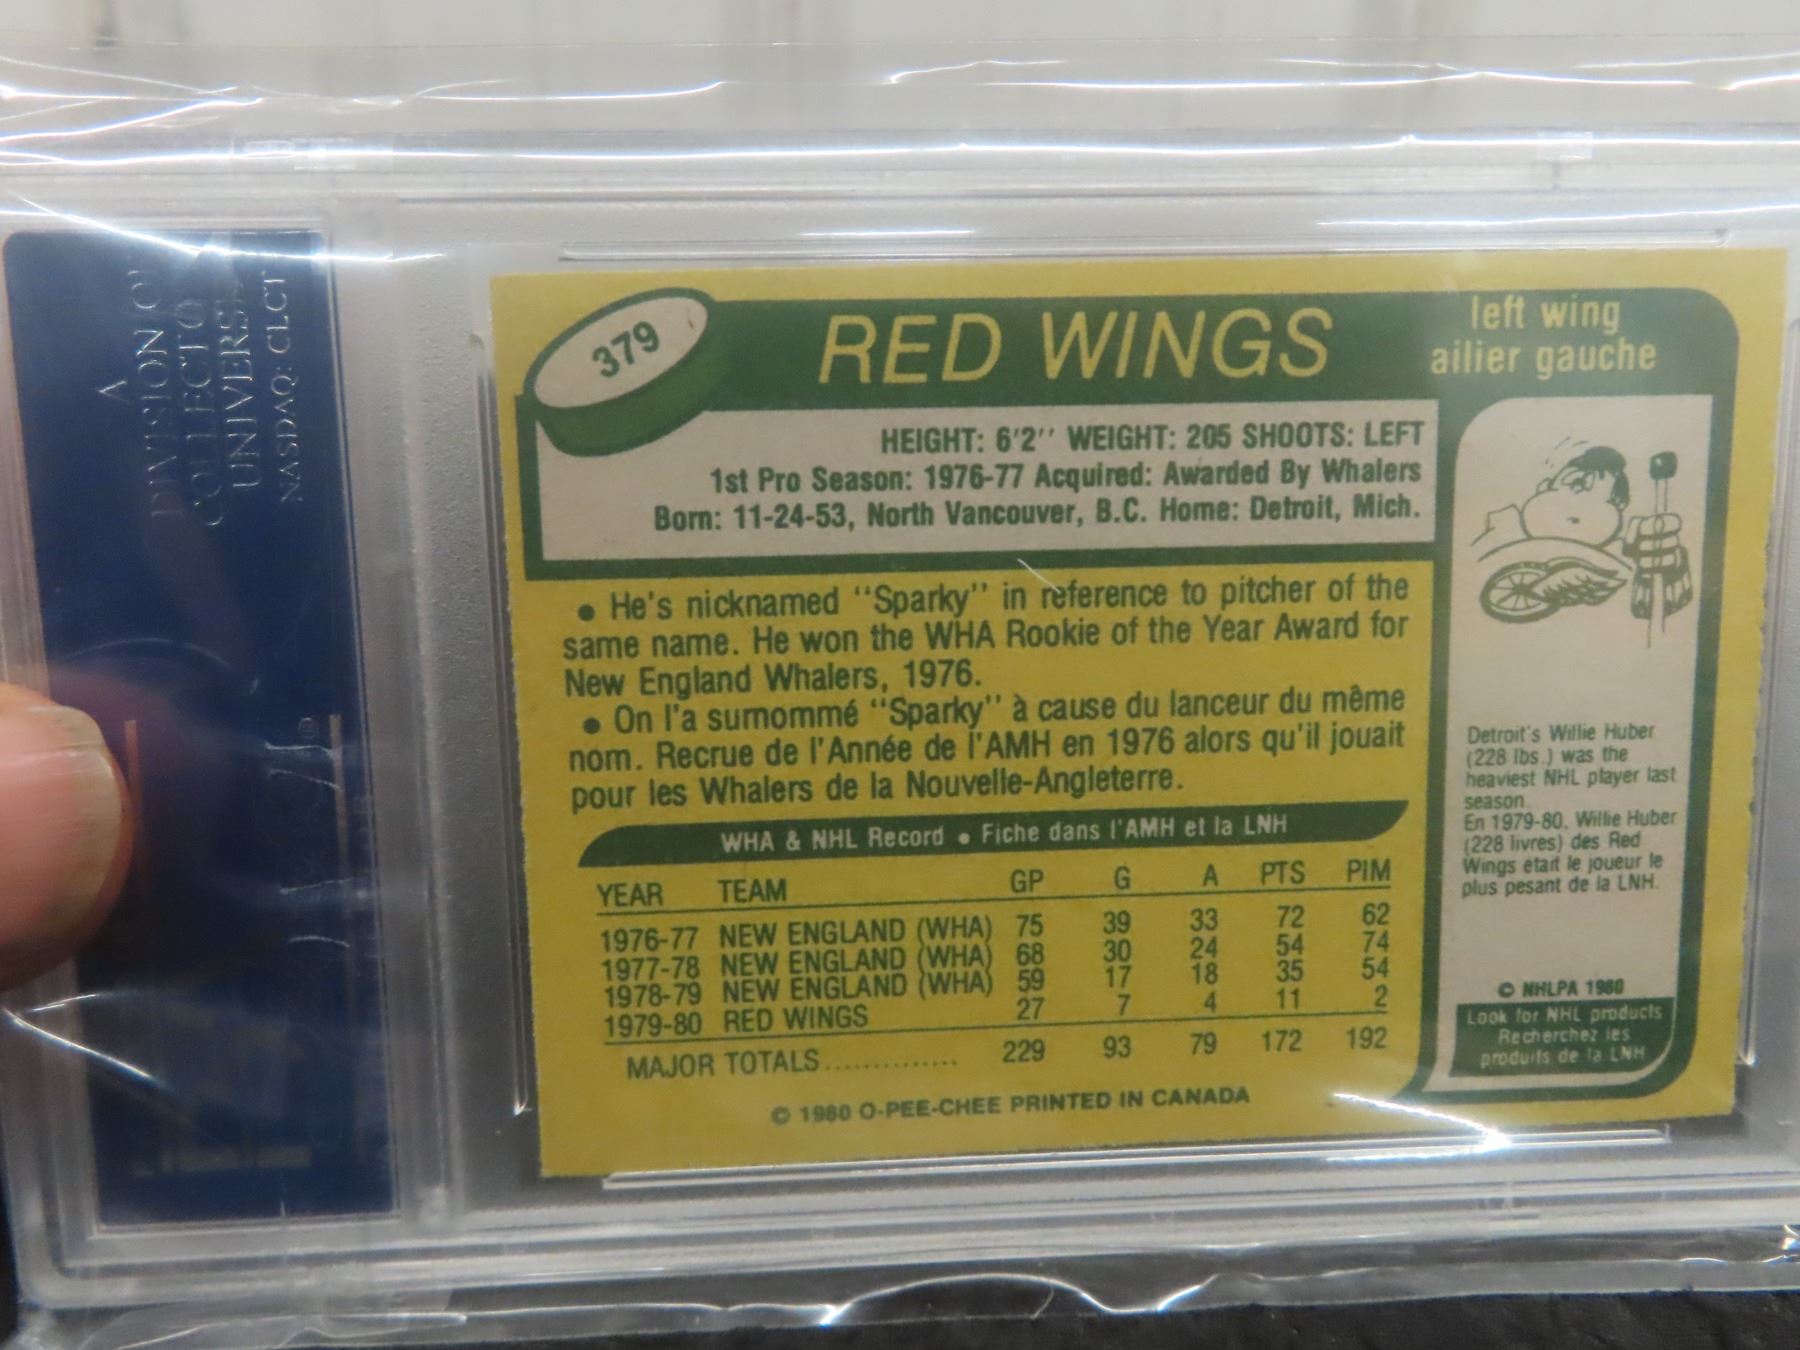 A
DIVISION OF
COLLECTO
UNIVERS
NASDAQ: CLCT
379
RED WINGS
left wing
ailier gauche
HEIGHT: 6'2'' WEIGHT: 205 SHOOTS: LEFT
1st Pro Season: 1976-77 Acquired: Awarded By Whalers
Born: 11-24-53, North Vancouver, B.C. Home: Detroit, Mich.
• He's nicknamed "Sparky" in reference to pitcher of the
same name. He won the WHA Rookie of the Year Award for
New England Whalers, 1976.
• On l'a surnommé "Sparky" à cause du lanceur du même
nom. Recrue de l'Année de l'AMH en 1976 alors qu'il jouait
pour les Whalers de la Nouvelle-Angleterre.
WHA & NHL Record • Fiche dans l'AMH et la LNH
YEAR TEAM GP G A PTS PIM
1976-77 NEW ENGLAND (WHA) 75 39 33 72 62
1977-78 NEW ENGLAND (WHA) 68 30 24 54 74
1978-79 NEW ENGLAND (WHA) 59 17 18 35 54
1979-80 RED WINGS 27 7 4 11 2
MAJOR TOTALS.............. 229 93 79 172 192
© 1980 O-PEE-CHEE PRINTED IN CANADA
Detroit's Willie Huber
(228 lbs.) was the
heaviest NHL player last
season.
En 1979-80, Willie Huber
(228 livres) des Red
Wings etait le joueur le
plus pesant de la LNH.
© NHLPA 1980
Look for NHL products
Recherchez les
produits de la LNH